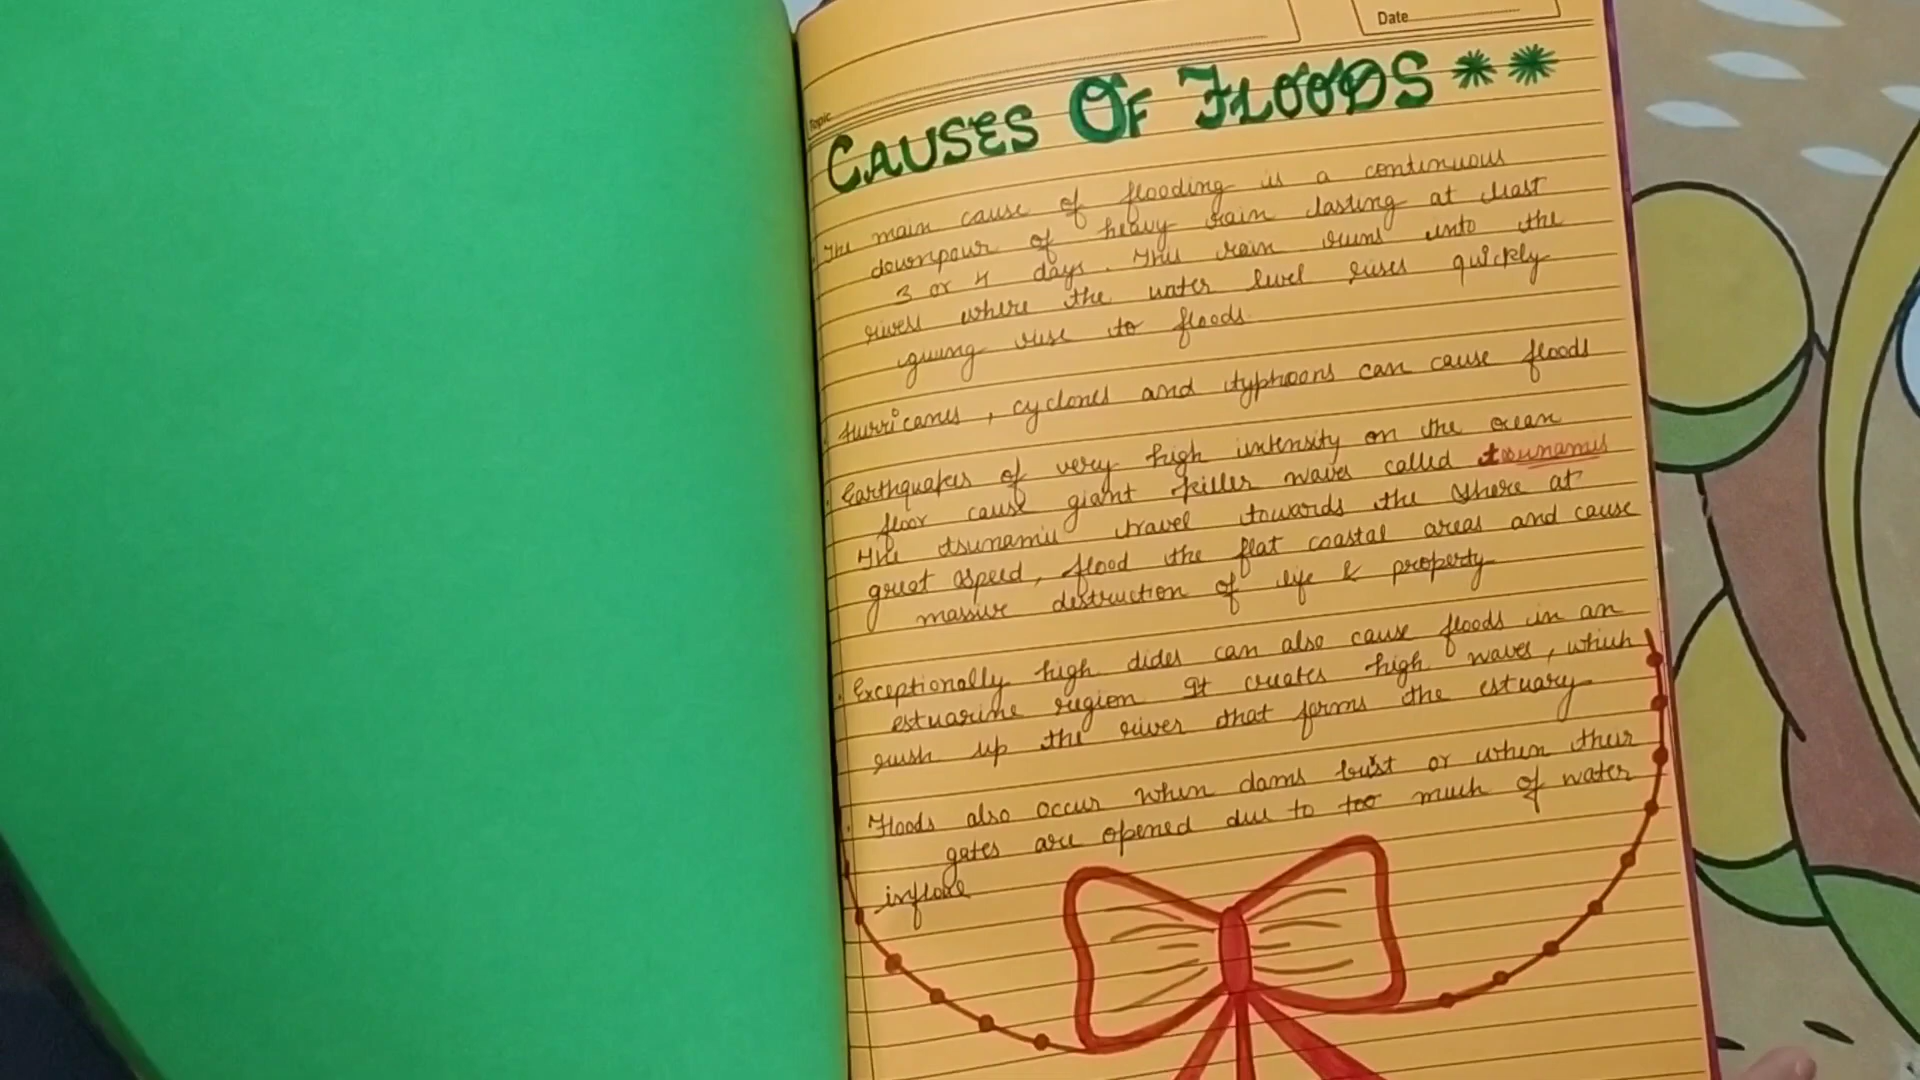 Date
Topic
CAUSES OF FLOODS **
The main cause of flooding is a continuous
downpour of heavy rain lasting at least
3 or 4 days. This rain runs into the
rivers where the water level rises quickly
giving rise to floods.
Hurricanes, cyclones and typhoons can cause floods
Earthquakes of very high intensity on the ocean
floor cause giant killer waves called tsunamis
The tsunamis travel towards the shore at
great speed, flood the flat coastal areas and cause
massive destruction of life & property
Exceptionally high dides can also cause floods in an
estuarine region It creates high waves, which
rush up the river that forms the estuary
Floods also occur when dams bust or when their
gates are opened due to too much of water
inflow